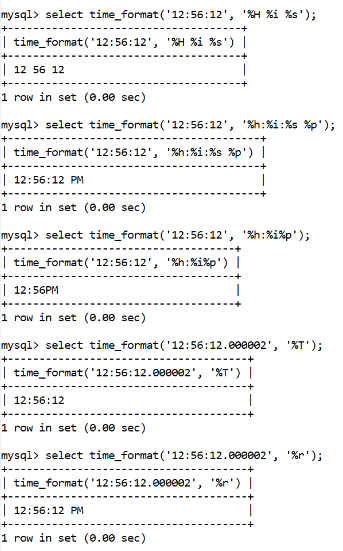 mysql> select time_format('12:56:12', '%H %i %s');
+-----------------------------------+
| time_format('12:56:12', '%H %i %s') |
+-----------------------------------+
| 12 56 12                            |
+-----------------------------------+
1 row in set (0.00 sec)
mysql> select time_format('12:56:12', '%h:%i:%s %p');
+--------------------------------------+
| time_format('12:56:12', '%h:%i:%s %p') |
+--------------------------------------+
| 12:56:12 PM                            |
+--------------------------------------+
1 row in set (0.00 sec)
mysql> select time_format('12:56:12', '%h:%i%p');
+----------------------------------+
| time_format('12:56:12', '%h:%i%p') |
+----------------------------------+
| 12:56PM                            |
+----------------------------------+
1 row in set (0.00 sec)
mysql> select time_format('12:56:12.000002', '%T');
+------------------------------------+
| time_format('12:56:12.000002', '%T') |
+------------------------------------+
| 12:56:12                             |
+------------------------------------+
1 row in set (0.00 sec)
mysql> select time_format('12:56:12.000002', '%r');
+------------------------------------+
| time_format('12:56:12.000002', '%r') |
+------------------------------------+
| 12:56:12 PM                          |
+------------------------------------+
1 row in set (0.00 sec)